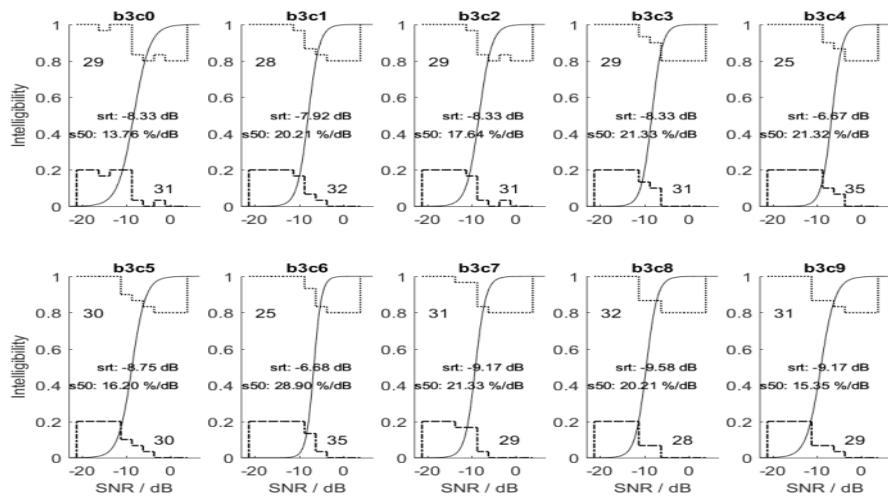 b3c0
b3c1
b3c2
b3c3
b3c4
Intelligibility
1
0.8
0.6
0.4
0.2
0
29
srt: -8.33 dB
s50: 13.76 %/dB
31
-20 -10 0
1
0.8
0.6
0.4
0.2
0
28
srt: -7.92 dB
s50: 20.21 %/dB
32
-20 -10 0
1
0.8
0.6
0.4
0.2
0
29
srt: -8.33 dB
s50: 17.64 %/dB
31
-20 -10 0
1
0.8
0.6
0.4
0.2
0
29
srt: -8.33 dB
s50: 21.33 %/dB
31
-20 -10 0
1
0.8
0.6
0.4
0.2
0
25
srt: -6.67 dB
s50: 21.32 %/dB
35
-20 -10 0
b3c5
b3c6
b3c7
b3c8
b3c9
Intelligibility
1
0.8
0.6
0.4
0.2
0
30
srt: -8.75 dB
s50: 16.20 %/dB
30
-20 -10 0
SNR / dB
1
0.8
0.6
0.4
0.2
0
25
srt: -6.68 dB
s50: 28.90 %/dB
35
-20 -10 0
SNR / dB
1
0.8
0.6
0.4
0.2
0
31
srt: -9.17 dB
s50: 21.33 %/dB
29
-20 -10 0
SNR / dB
1
0.8
0.6
0.4
0.2
0
32
srt: -9.58 dB
s50: 20.21 %/dB
28
-20 -10 0
SNR / dB
1
0.8
0.6
0.4
0.2
0
31
srt: -9.17 dB
s50: 15.35 %/dB
29
-20 -10 0
SNR / dB